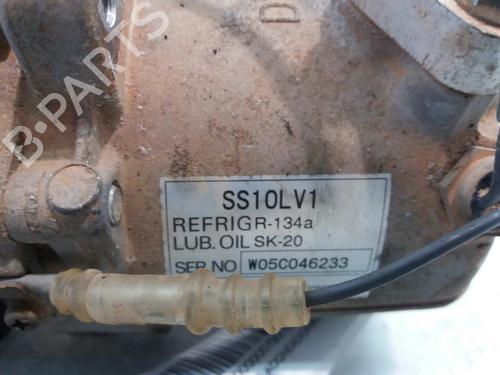 D
B-PARTS
SS10LV1
REFRIGR-134a
LUB. OIL SK-20
SER NO W05C046233